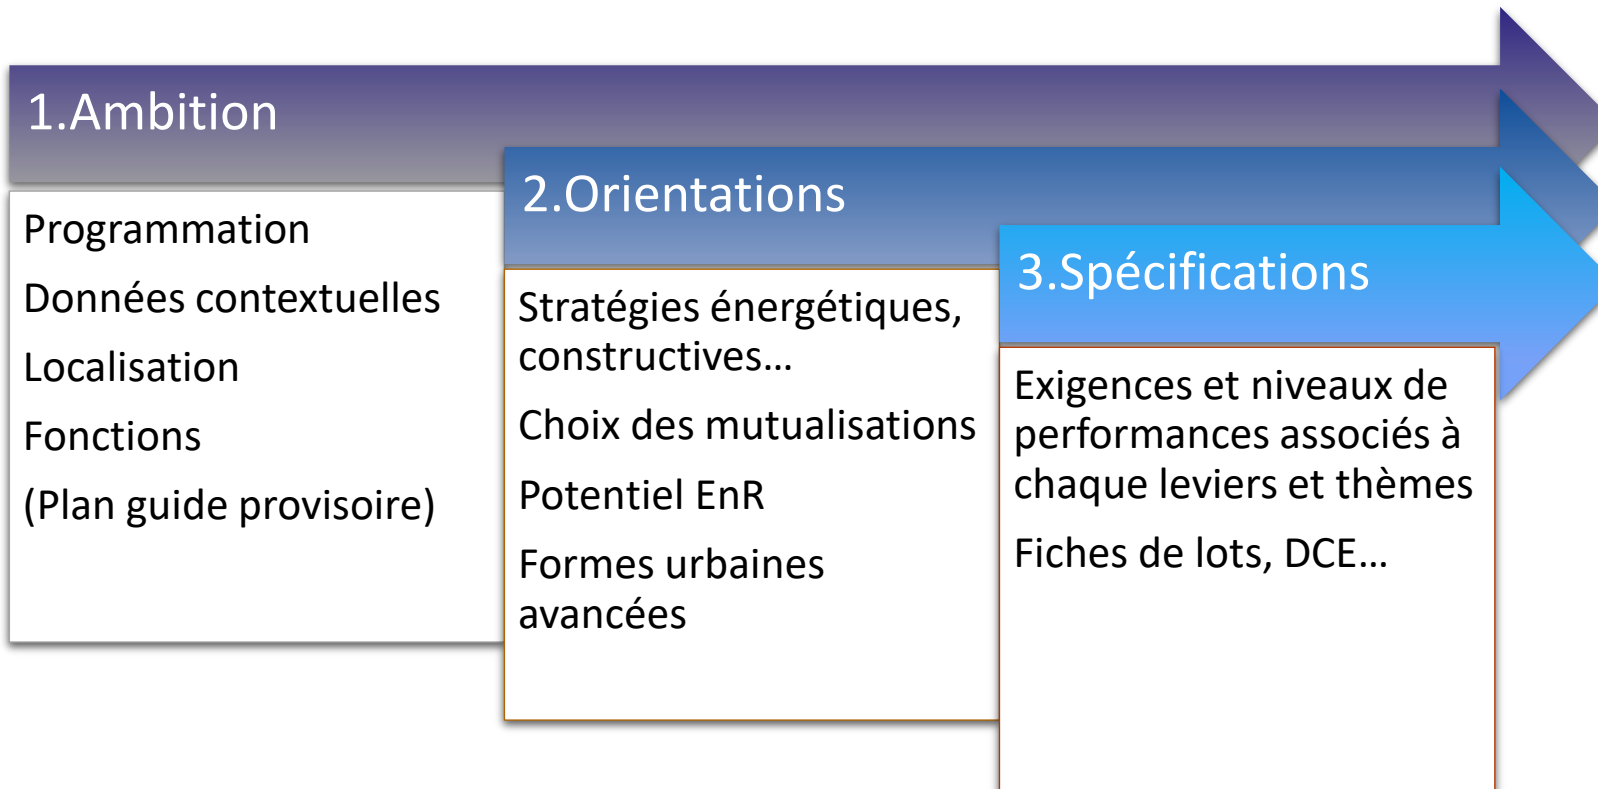 1.Ambition
Programmation
Données contextuelles
Localisation
Fonctions
(Plan guide provisoire)
2.Orientations
Stratégies énergétiques,
constructives…
Choix des mutualisations
Potentiel EnR
Formes urbaines
avancées
3.Spécifications
Exigences et niveaux de
performances associés à
chaque leviers et thèmes
Fiches de lots, DCE…